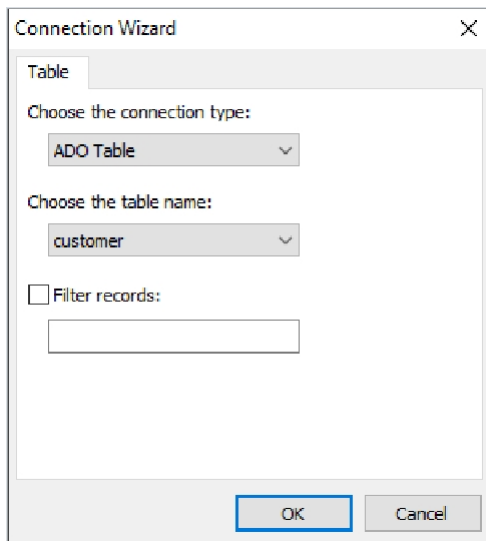 Connection Wizard
Table
Choose the connection type:
ADO Table
Choose the table name:
customer
Filter records:
OK Cancel